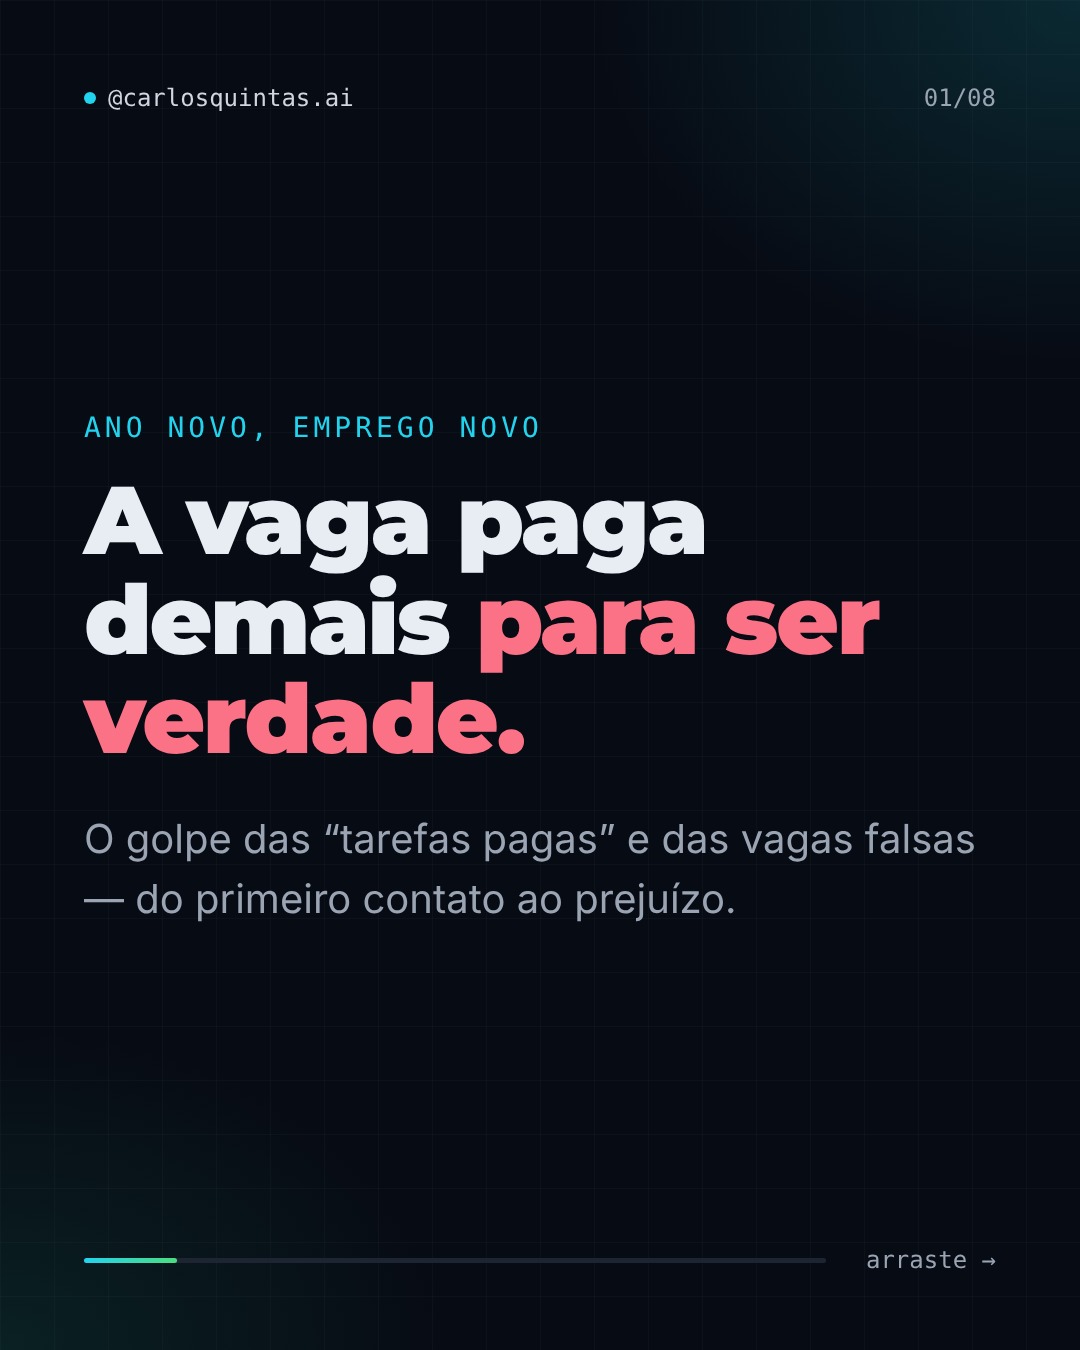 @carlosquintas.ai
01/08
ANO NOVO, EMPREGO NOVO
A vaga paga
demais para ser
verdade.
O golpe das “tarefas pagas” e das vagas falsas
— do primeiro contato ao prejuízo.
arraste →